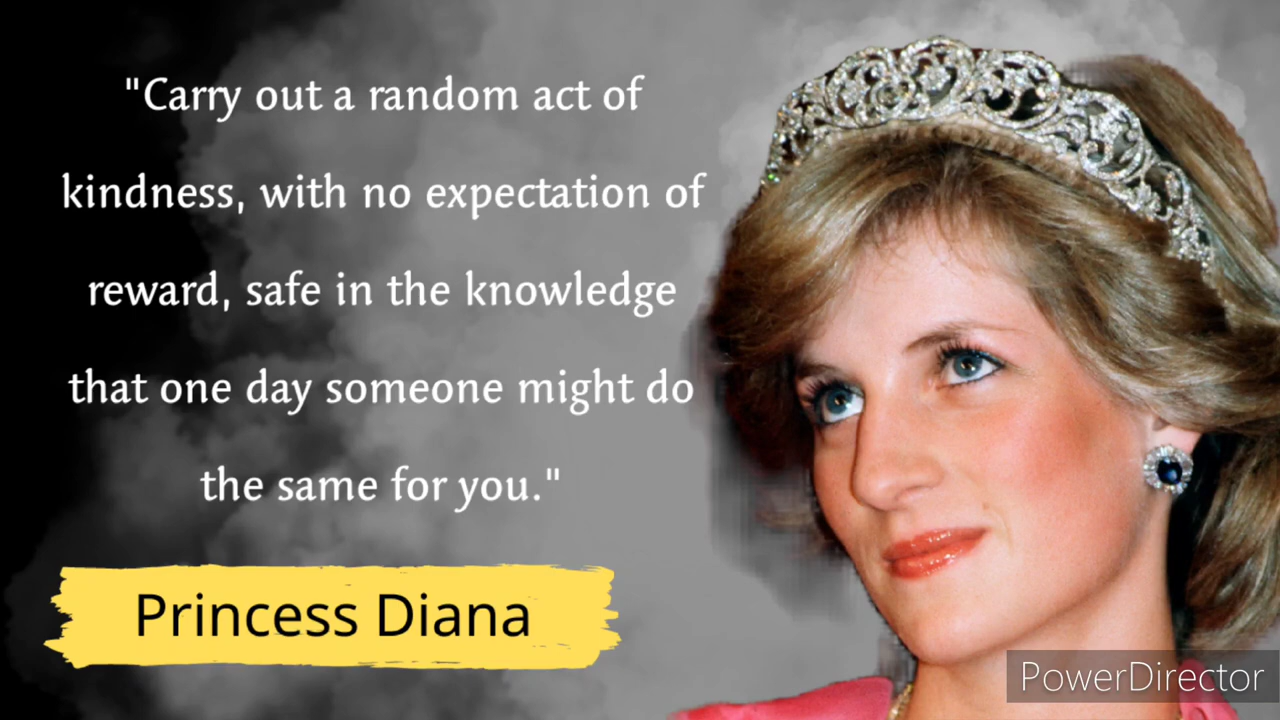 "Carry out a random act of
kindness, with no expectation of
reward, safe in the knowledge
that one day someone might do
the same for you."
Princess Diana
PowerDirector